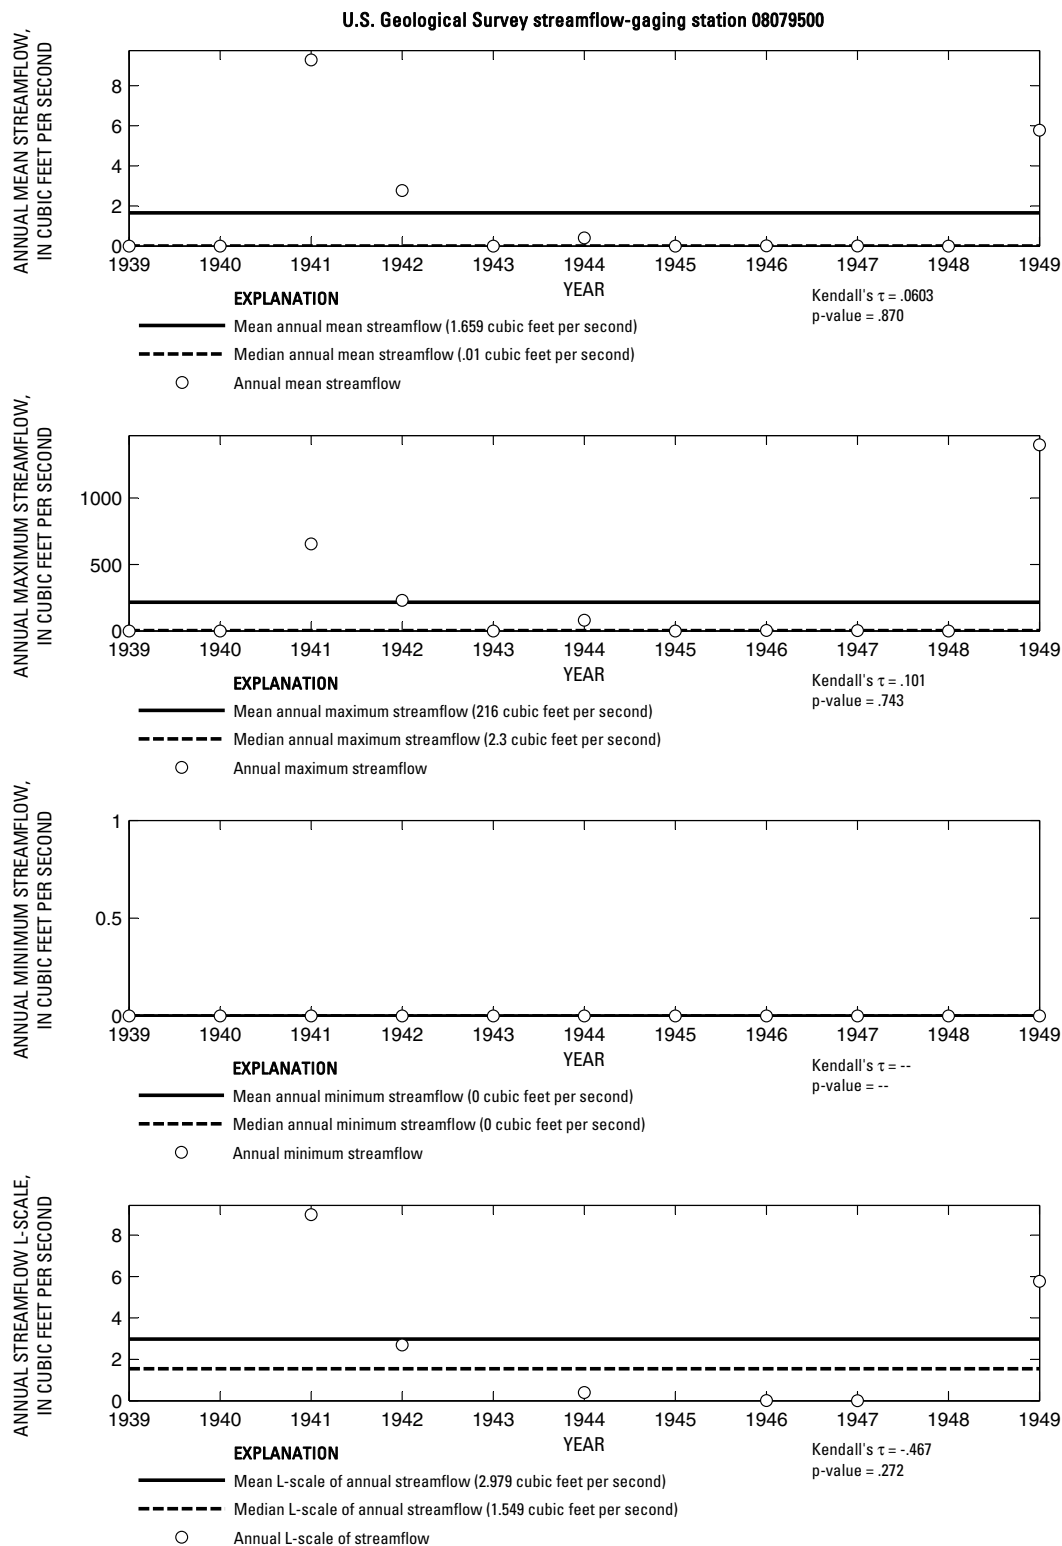 U.S. Geological Survey streamflow-gaging station 08079500
ANNUAL MEAN STREAMFLOW,
IN CUBIC FEET PER SECOND
8
6
4
2
0
1939 1940 1941 1942 1943 1944 1945 1946 1947 1948 1949
YEAR
Kendall's τ = .0603
p-value = .870
EXPLANATION
Mean annual mean streamflow (1.659 cubic feet per second)
Median annual mean streamflow (.01 cubic feet per second)
Annual mean streamflow
ANNUAL MAXIMUM STREAMFLOW,
IN CUBIC FEET PER SECOND
1000
500
0
1939 1940 1941 1942 1943 1944 1945 1946 1947 1948 1949
YEAR
Kendall's τ = .101
p-value = .743
EXPLANATION
Mean annual maximum streamflow (216 cubic feet per second)
Median annual maximum streamflow (2.3 cubic feet per second)
Annual maximum streamflow
ANNUAL MINIMUM STREAMFLOW,
IN CUBIC FEET PER SECOND
1
0.5
0
1939 1940 1941 1942 1943 1944 1945 1946 1947 1948 1949
YEAR
Kendall's τ = --
p-value = --
EXPLANATION
Mean annual minimum streamflow (0 cubic feet per second)
Median annual minimum streamflow (0 cubic feet per second)
Annual minimum streamflow
ANNUAL STREAMFLOW L-SCALE,
IN CUBIC FEET PER SECOND
8
6
4
2
0
1939 1940 1941 1942 1943 1944 1945 1946 1947 1948 1949
YEAR
Kendall's τ = -.467
p-value = .272
EXPLANATION
Mean L-scale of annual streamflow (2.979 cubic feet per second)
Median L-scale of annual streamflow (1.549 cubic feet per second)
Annual L-scale of streamflow